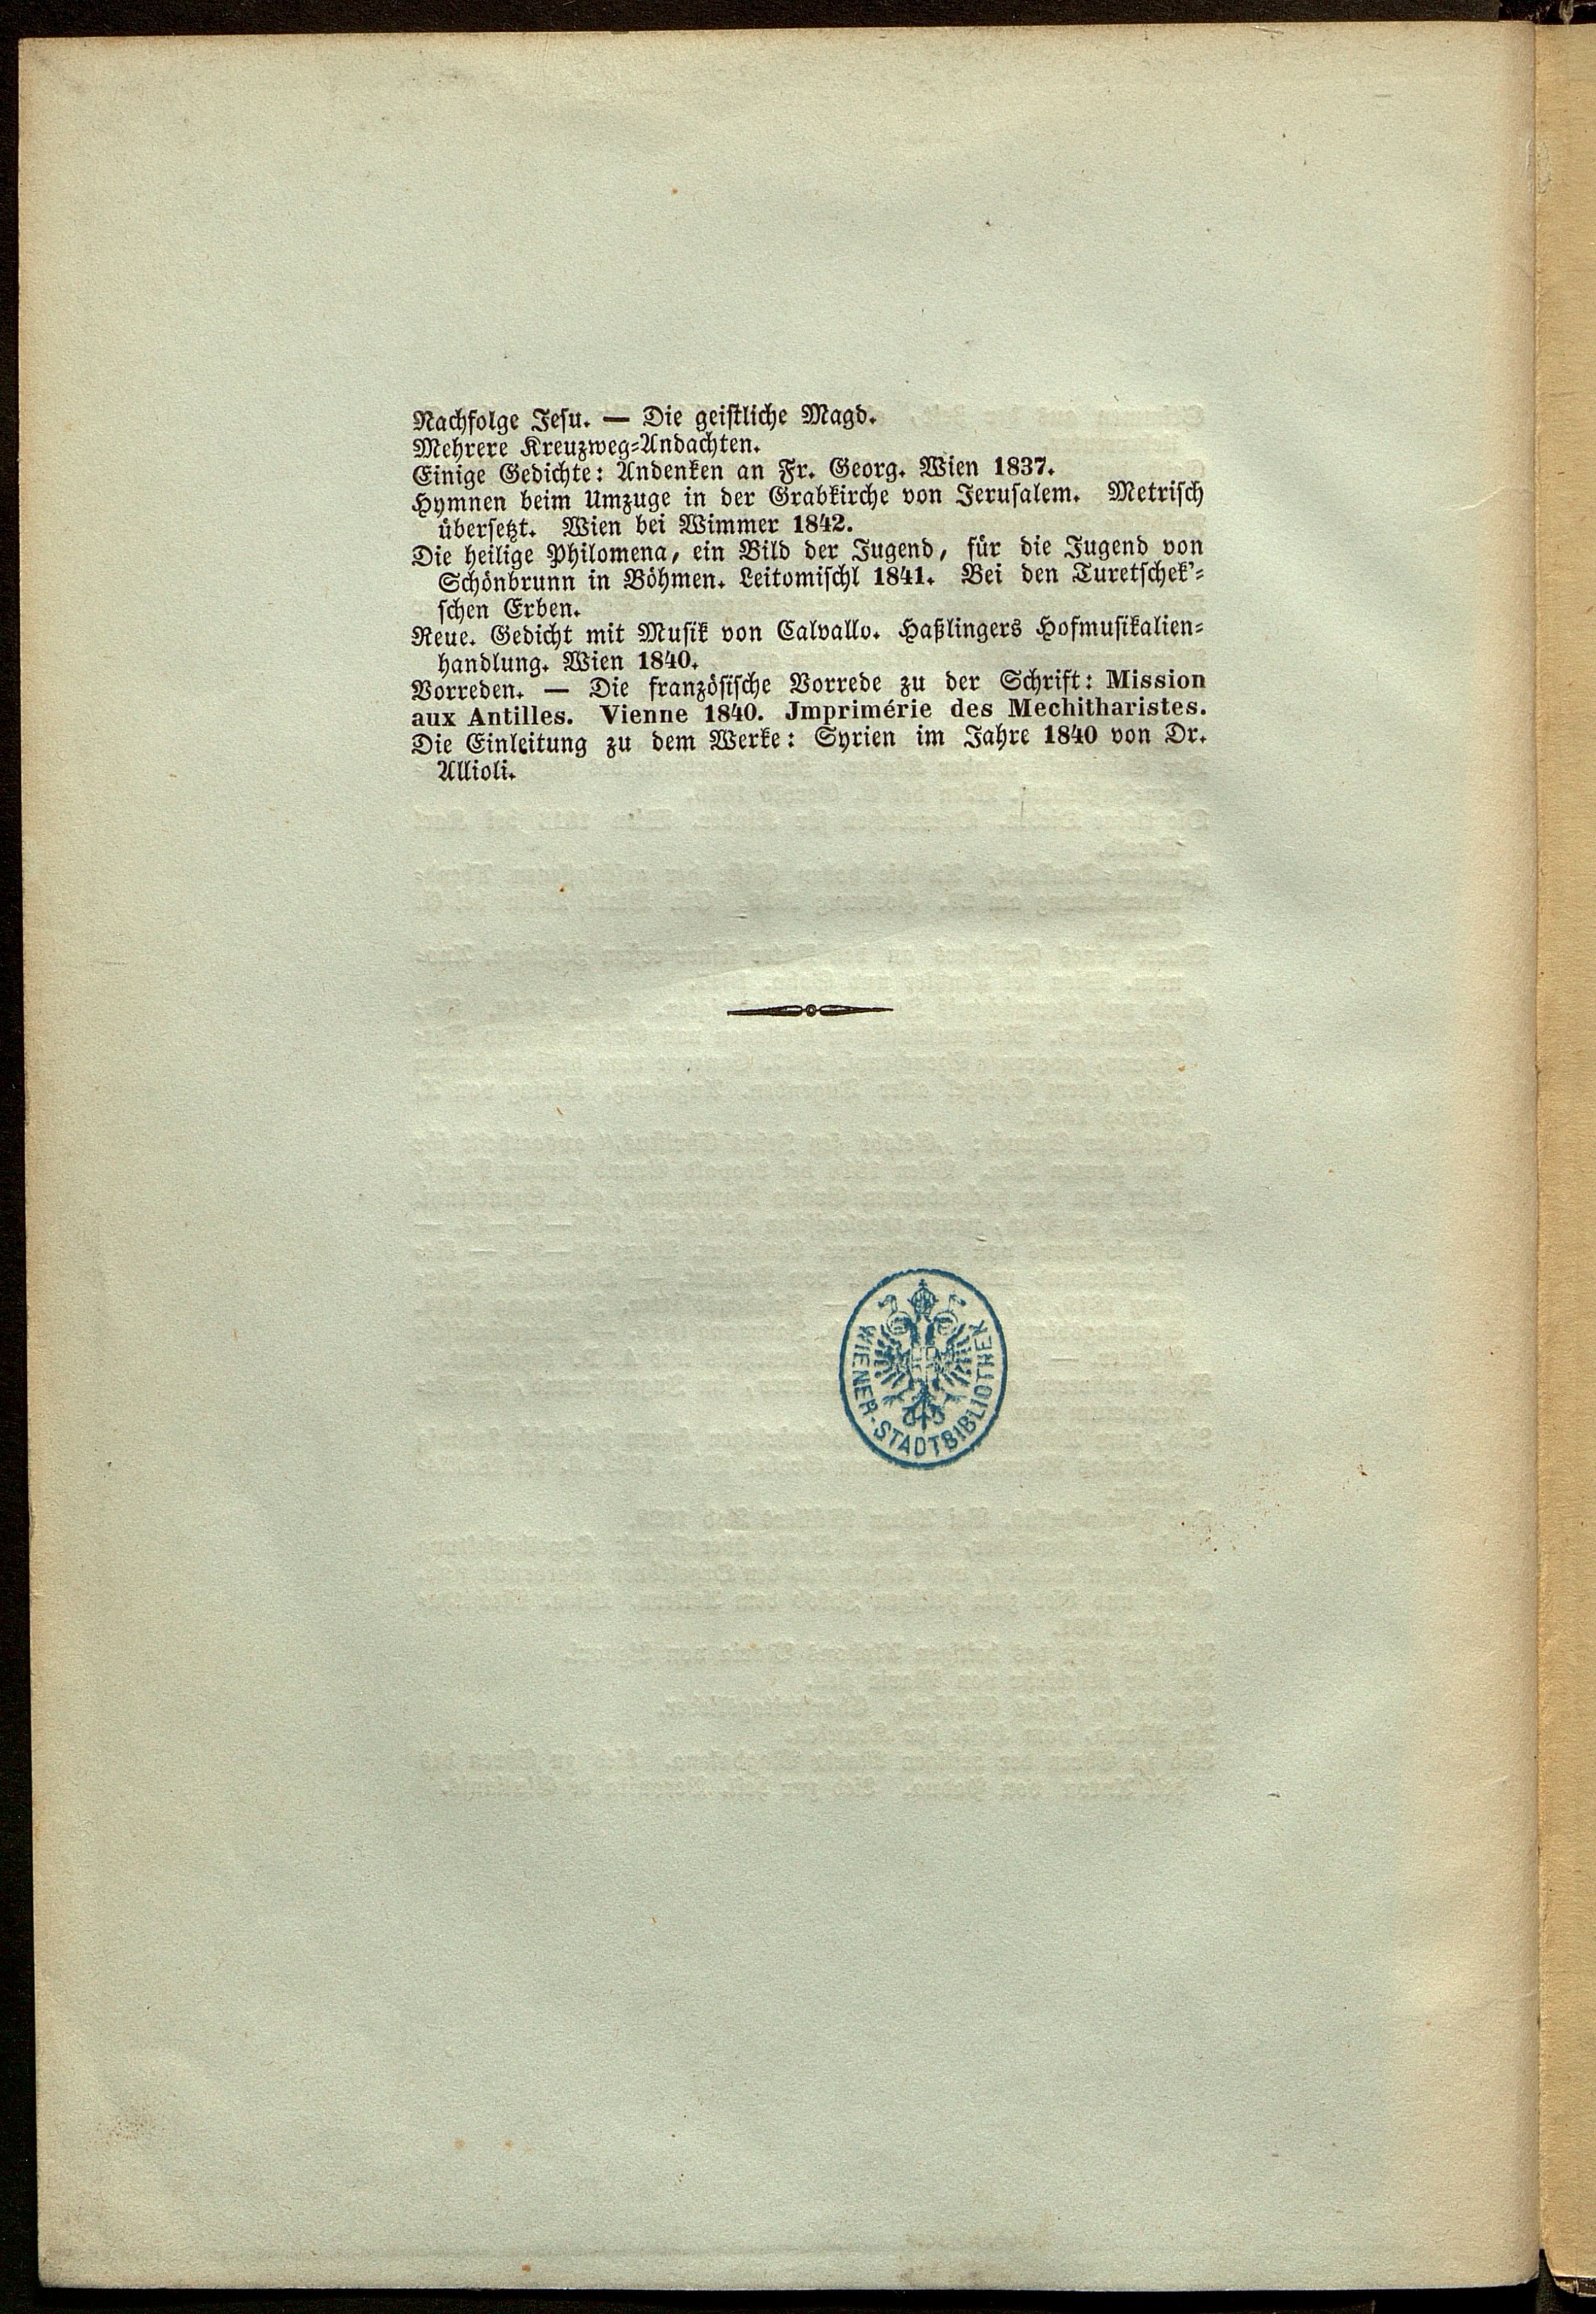 Nachfolge Jesu. — Die geistliche Magd.
Mehrere Kreuzweg-Andachten.
Einige Gedichte: Andenken an Fr. Georg. Wien 1837.
Hymnen beim Umzuge in der Grabkirche von Jerusalem. Metrisch
übersetzt. Wien bei Wimmer 1842.
Die heilige Philomena, ein Bild der Jugend, für die Jugend von
Schönbrunn in Böhmen. Leitomischl 1841. Bei den Turetschek'-
schen Erben.
Reue. Gedicht mit Musik von Calvallo. Haßlingers Hofmusikalien-
handlung. Wien 1840.
Vorreden. — Die französische Vorrede zu der Schrift: Mission
aux Antilles. Vienne 1840. Jmprimérie des Mechitharistes.
Die Einleitung zu dem Werke: Syrien im Jahre 1840 von Dr.
Allioli.
WIENER-STADTBIBLIOTHEK